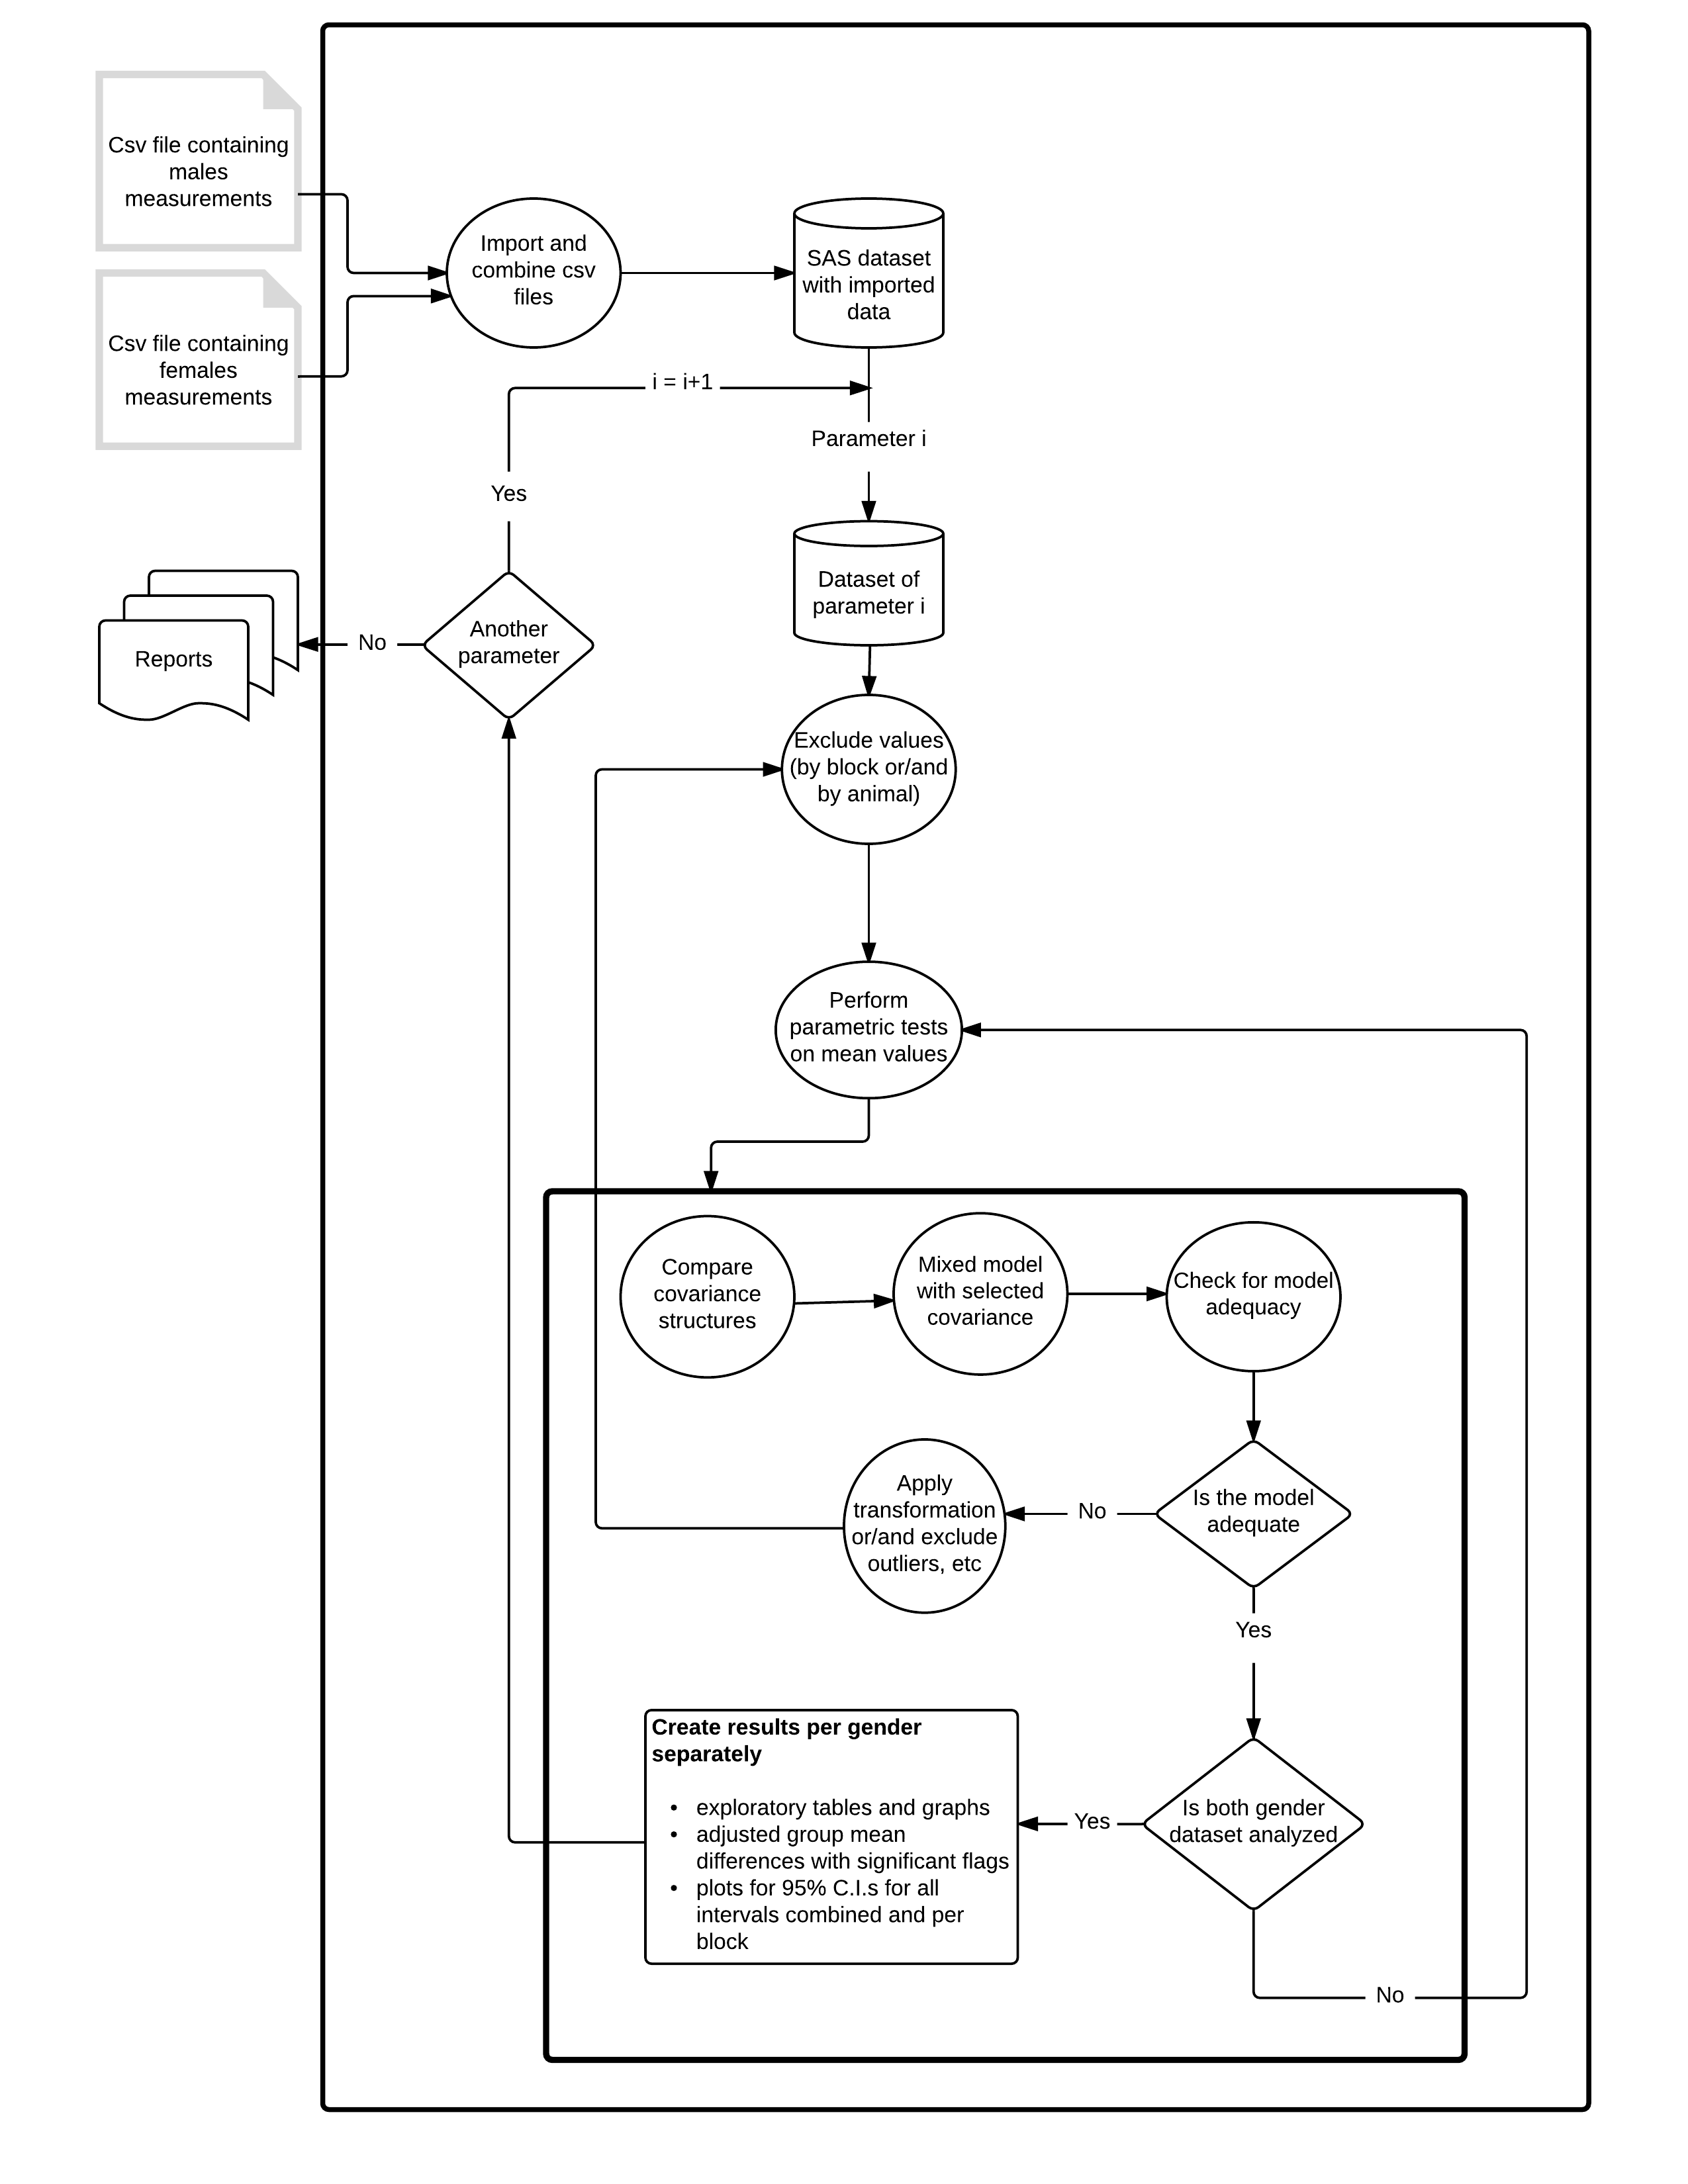 Csv file containing
males
measurements
Csv file containing
females
measurements
Import and
combine csv
files
SAS dataset
with imported
data
i = i+1
Parameter i
Yes
Dataset of
parameter i
Another
parameter
No
Reports
Exclude values
(by block or/and
by animal)
Perform
parametric tests
on mean values
Compare
covariance
structures
Mixed model
with selected
covariance
Check for model
adequacy
Is the model
adequate
No
Apply
transformation
or/and exclude
outliers, etc
Yes
Create results per gender
separately
• exploratory tables and graphs
• adjusted group mean
differences with significant flags
• plots for 95% C.I.s for all
intervals combined and per
block
Yes
Is both gender
dataset analyzed
No